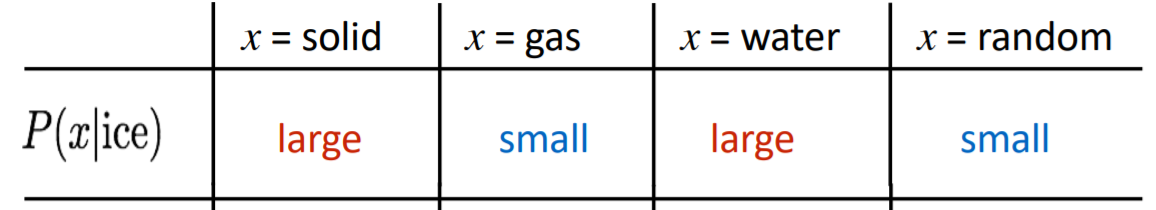 x = solid x = gas x = water x = random
P(x|ice) large small large small